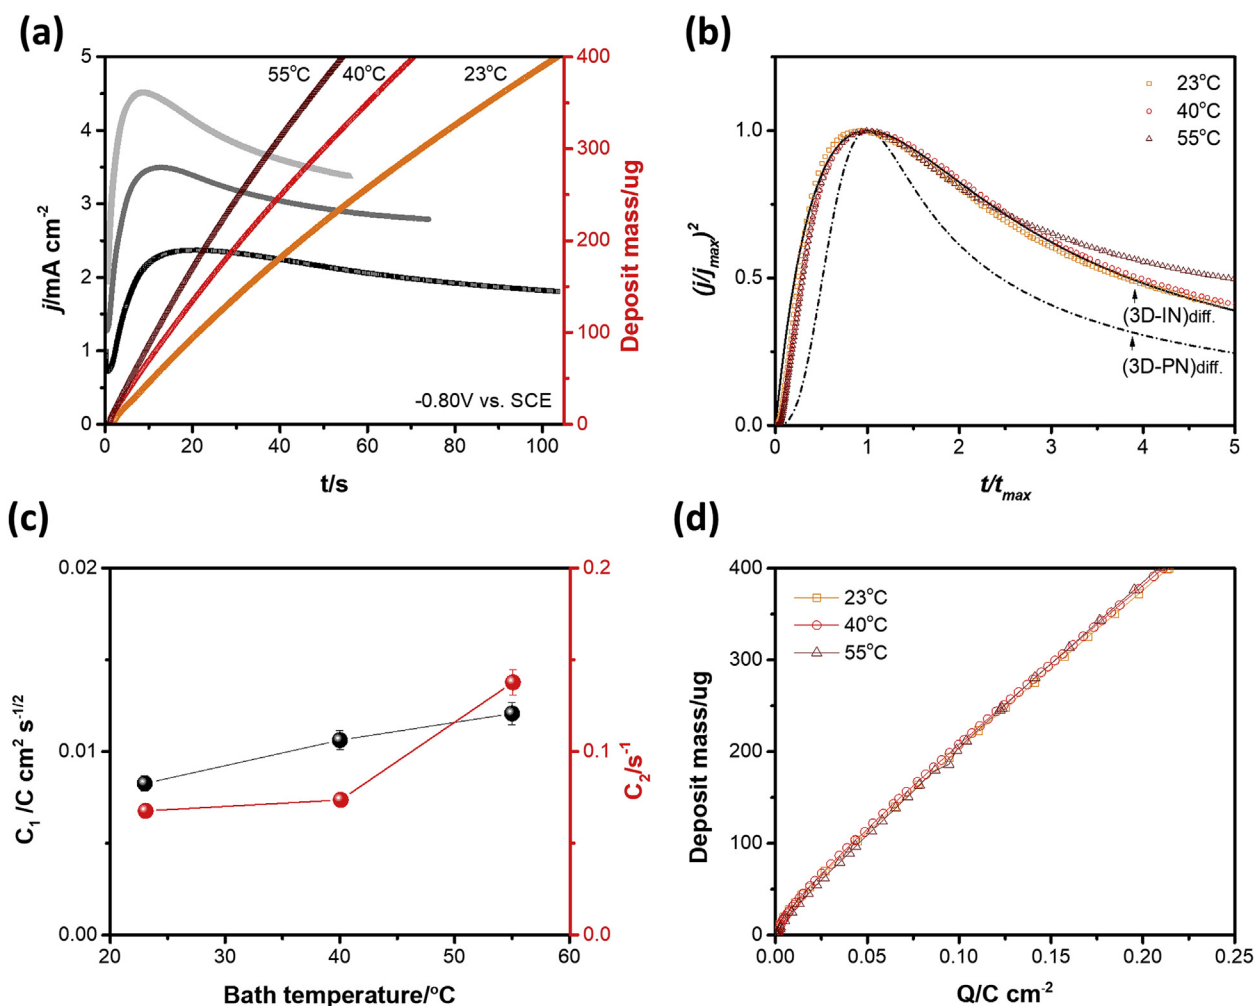 (a)
55°C 40°C 23°C
-0.80V vs. SCE
5
4
3
2
1
0
j/mA cm-2
400
300
200
100
0
Deposit mass/ug
0 20 40 60 80 100
t/s
(b)
23°C
40°C
55°C
(3D-IN)diff.
(3D-PN)diff.
1.0
0.5
0.0
(j/jmax)2
0 1 2 3 4 5
t/tmax
(c)
0.02
0.01
0.00
C1 /C cm2 s-1/2
0.2
0.1
0.0
C2/s-1
20 30 40 50 60
Bath temperature/°C
(d)
23°C
40°C
55°C
400
300
200
100
0
Deposit mass/ug
0.00 0.05 0.10 0.15 0.20 0.25
Q/C cm-2